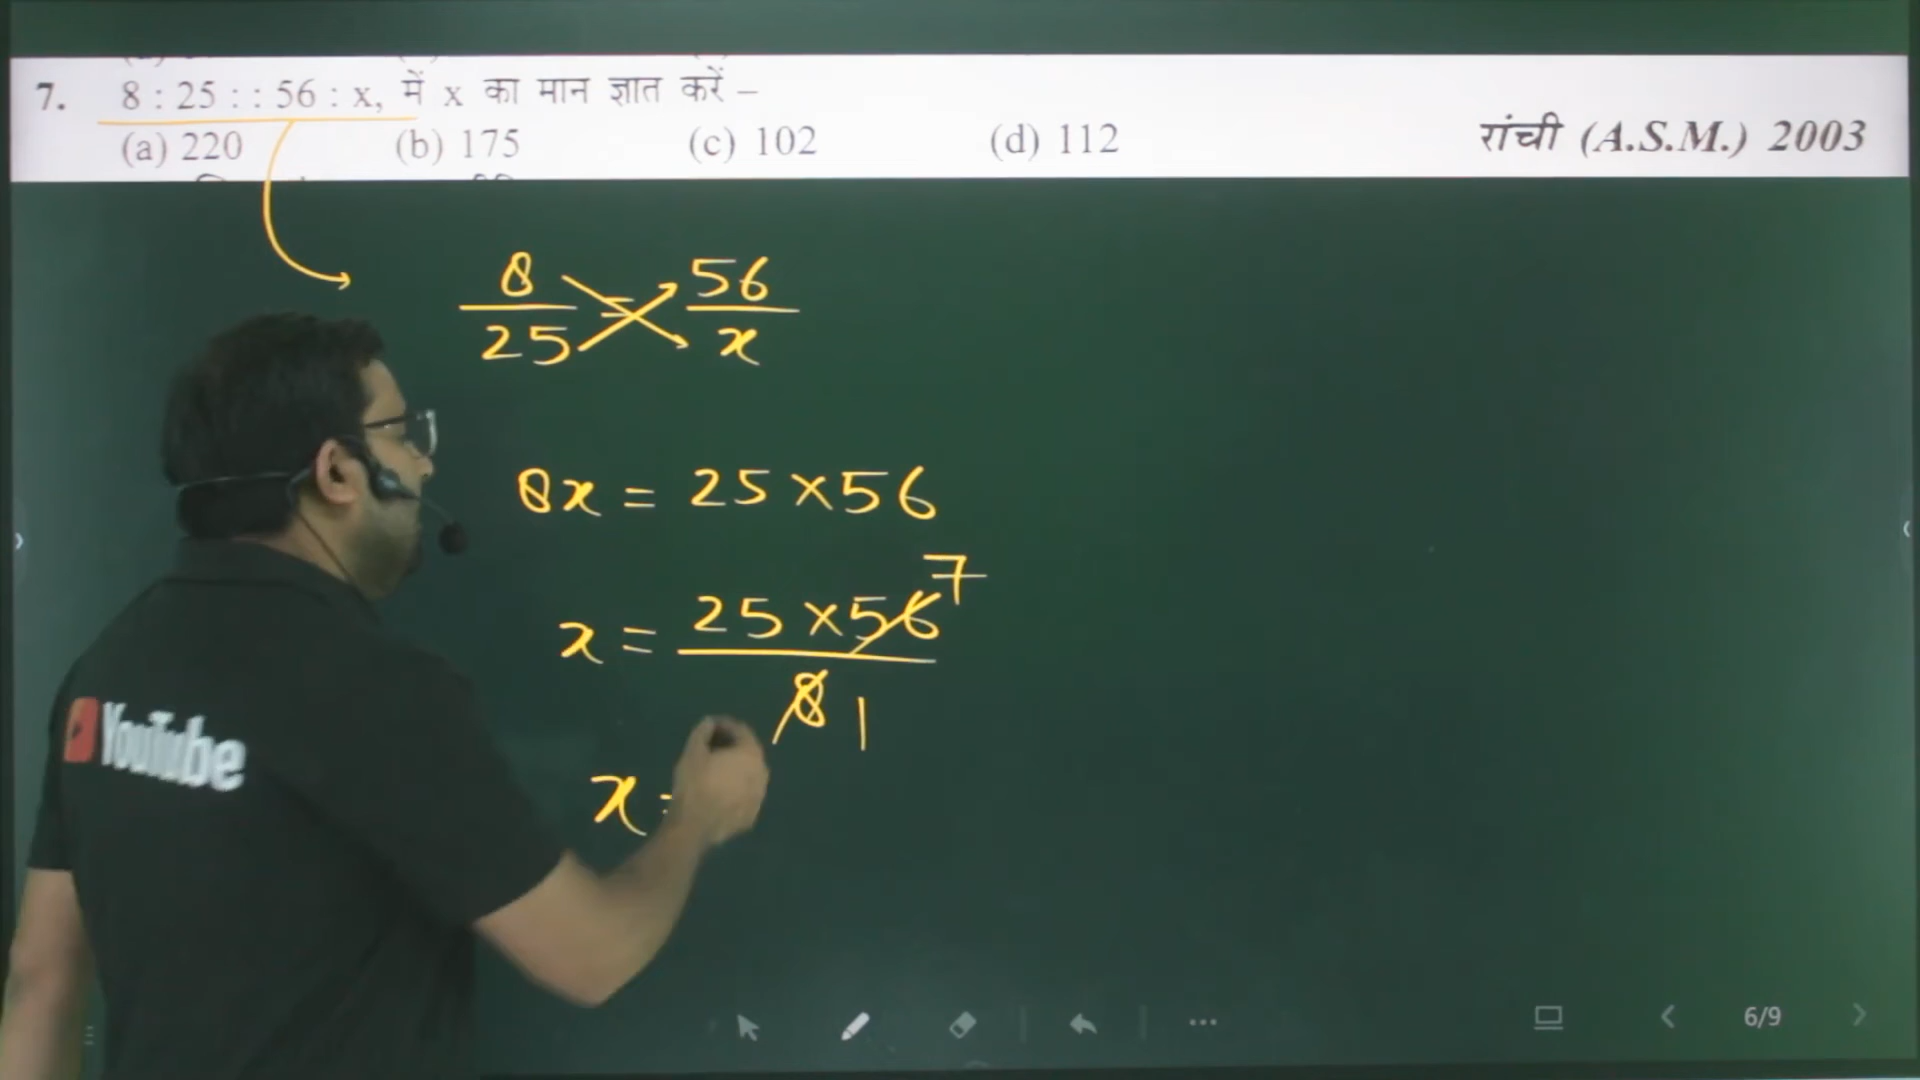 7. 8 : 25 : : 56 : x, में x का मान ज्ञात करें –
(a) 220 (b) 175 (c) 102 (d) 112
रांची (A.S.M.) 2003
8/25 = 56/x
8x = 25 × 56
7
x = 25 × 56 / 8 1
x =
YouTube
6/9